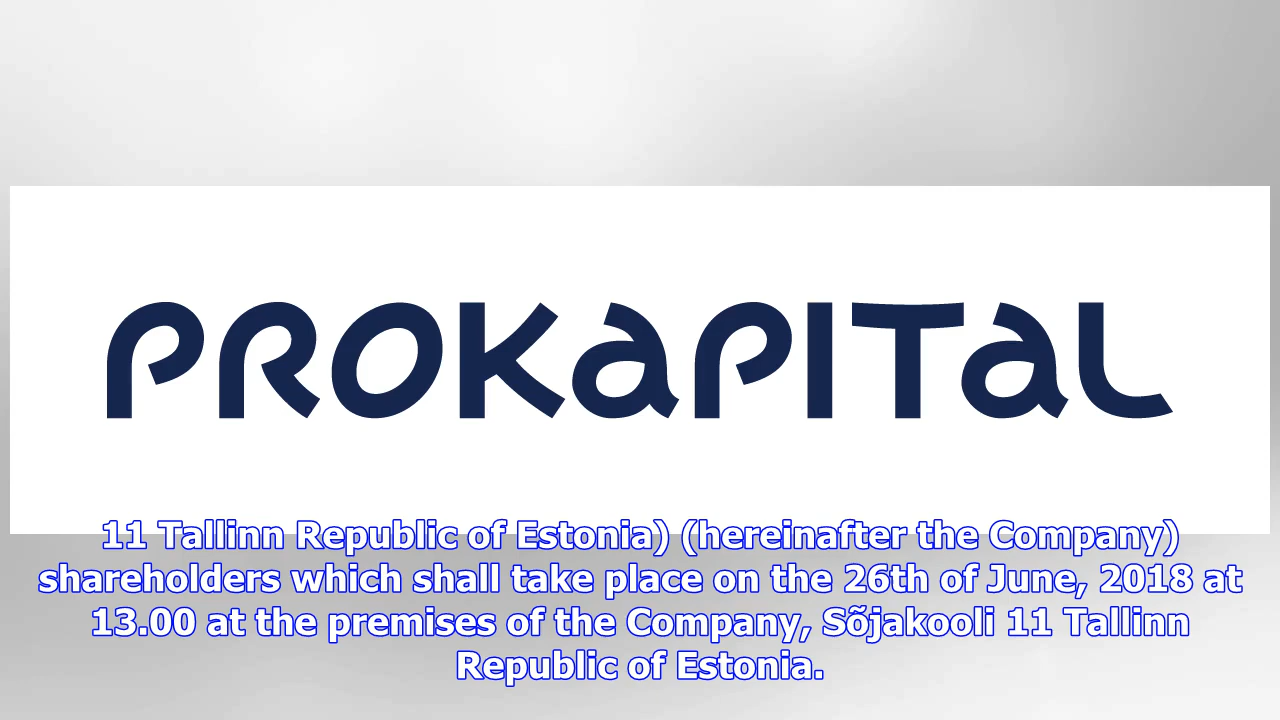 PROKAPITAL
11 Tallinn Republic of Estonia) (hereinafter the Company)
shareholders which shall take place on the 26th of June, 2018 at
13.00 at the premises of the Company, Sõjakooli 11 Tallinn
Republic of Estonia.